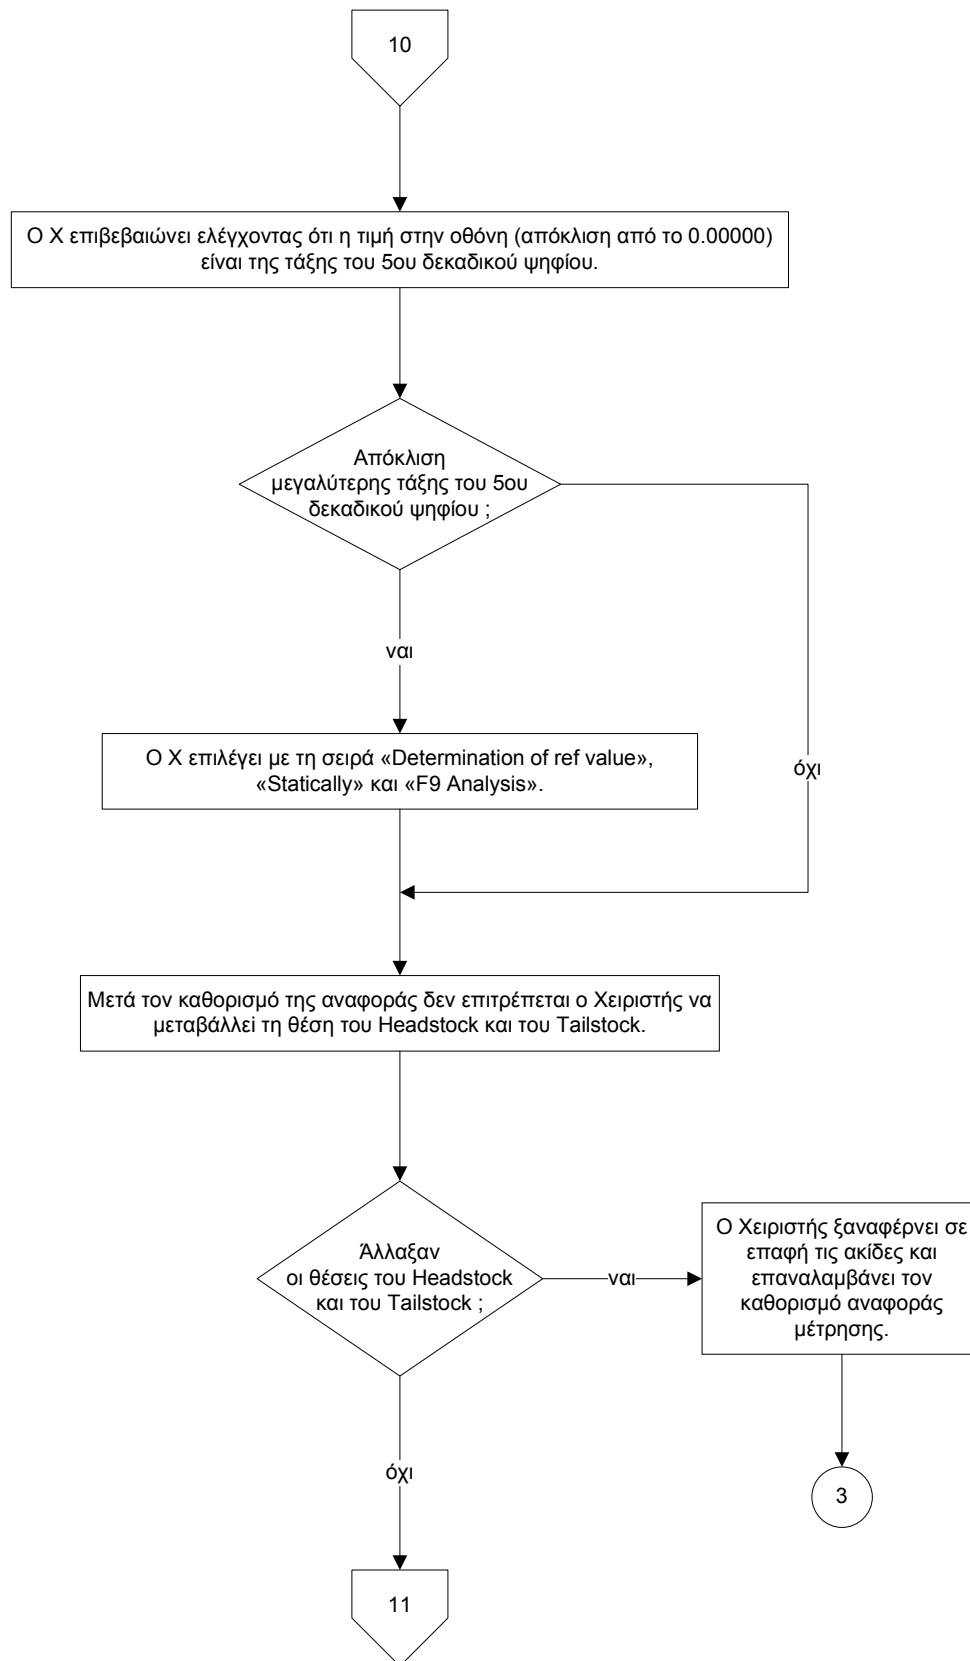 10
Ο Χ επιβεβαιώνει ελέγχοντας ότι η τιμή στην οθόνη (απόκλιση από το 0.00000)
είναι της τάξης του 5ου δεκαδικού ψηφίου.
Απόκλιση
μεγαλύτερης τάξης του 5ου
δεκαδικού ψηφίου ;
ναι
Ο Χ επιλέγει με τη σειρά «Determination of ref value»,
«Statically» και «F9 Analysis».
όχι
Μετά τον καθορισμό της αναφοράς δεν επιτρέπεται ο Χειριστής να
μεταβάλλεί τη θέση του Headstock και του Tailstock.
Άλλαξαν
οι θέσεις του Headstock
και του Tailstock ;
ναι
Ο Χειριστής ξαναφέρνει σε
επαφή τις ακίδες και
επαναλαμβάνει τον
καθορισμό αναφοράς
μέτρησης.
όχι
3
11